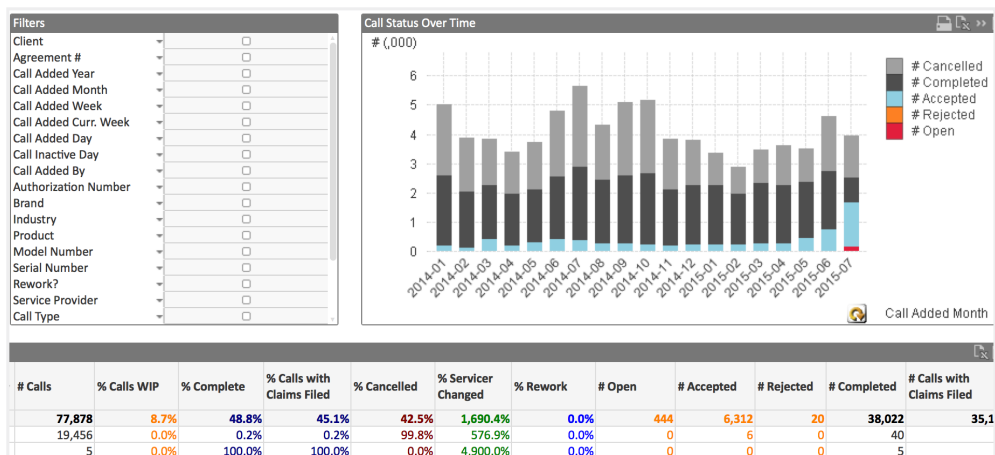 Filters
Client
Agreement #
Call Added Year
Call Added Month
Call Added Week
Call Added Curr. Week
Call Added Day
Call Inactive Day
Call Added By
Authorization Number
Brand
Industry
Product
Model Number
Serial Number
Rework?
Service Provider
Call Type
Call Status Over Time
# (,000)
6
5
4
3
2
1
0
2014-01 2014-02 2014-03 2014-04 2014-05 2014-06 2014-07 2014-08 2014-09 2014-10 2014-11 2014-12 2015-01 2015-02 2015-03 2015-04 2015-05 2015-06 2015-07
# Cancelled
# Completed
# Accepted
# Rejected
# Open
Call Added Month
# Calls % Calls WIP % Complete % Calls with Claims Filed % Cancelled % Servicer Changed % Rework # Open # Accepted # Rejected # Completed # Calls with Claims Filed
77,878 8.7% 48.8% 45.1% 42.5% 1,690.4% 0.0% 444 6,312 20 38,022 35,1
19,456 0.0% 0.2% 0.2% 99.8% 576.9% 0.0% 0 6 0 40
5 0.0% 100.0% 100.0% 0.0% 4,900.0% 0.0% 0 0 0 5